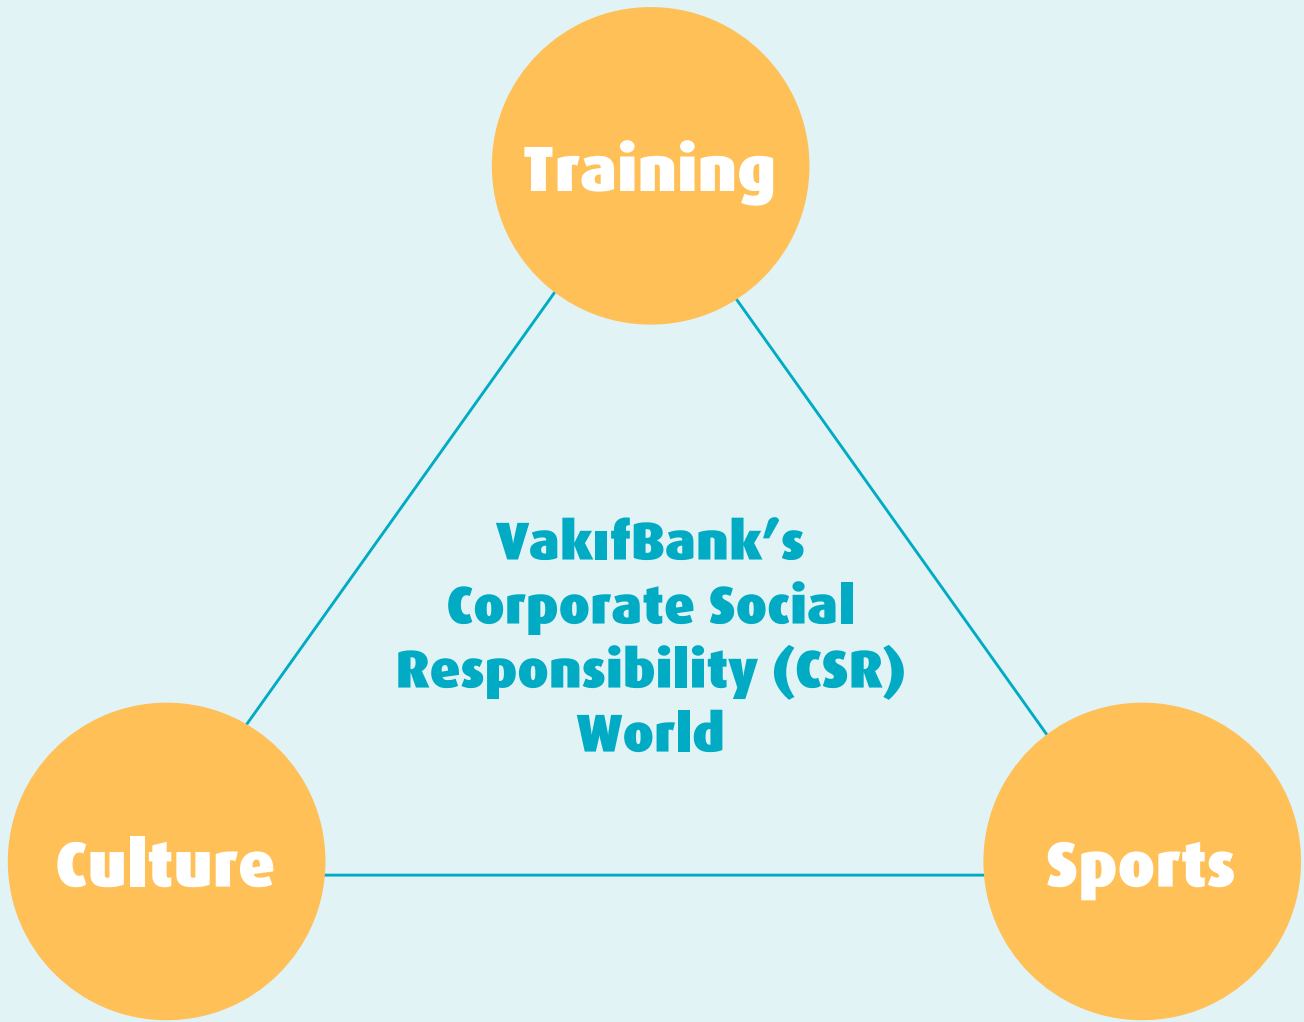 Training
VakıfBank’s
Corporate Social
Responsibility (CSR)
World
Culture
Sports